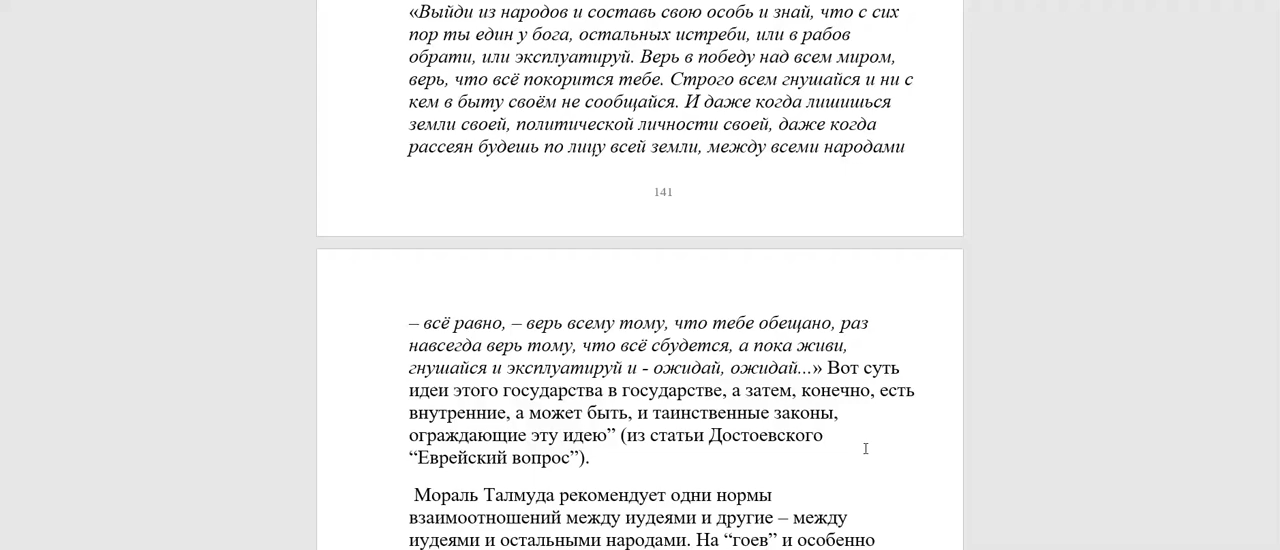 «Выйди из народов и составь свою особь и знай, что с сих
пор ты един у бога, остальных истреби, или в рабов
обрати, или эксплуатируй. Верь в победу над всем миром,
верь, что всё покорится тебе. Строго всем гнушайся и ни с
кем в быту своём не сообщайся. И даже когда лишишься
земли своей, политической личности своей, даже когда
рассеян будешь по лицу всей земли, между всеми народами
141
– всё равно, – верь всему тому, что тебе обещано, раз
навсегда верь тому, что всё сбудется, а пока живи,
гнушайся и эксплуатируй и - ожидай, ожидай...» Вот суть
идеи этого государства в государстве, а затем, конечно, есть
внутренние, а может быть, и таинственные законы,
ограждающие эту идею” (из статьи Достоевского
“Еврейский вопрос”).
Мораль Талмуда рекомендует одни нормы
взаимоотношений между иудеями и другие – между
иудеями и остальными народами. На “гоев” и особенно